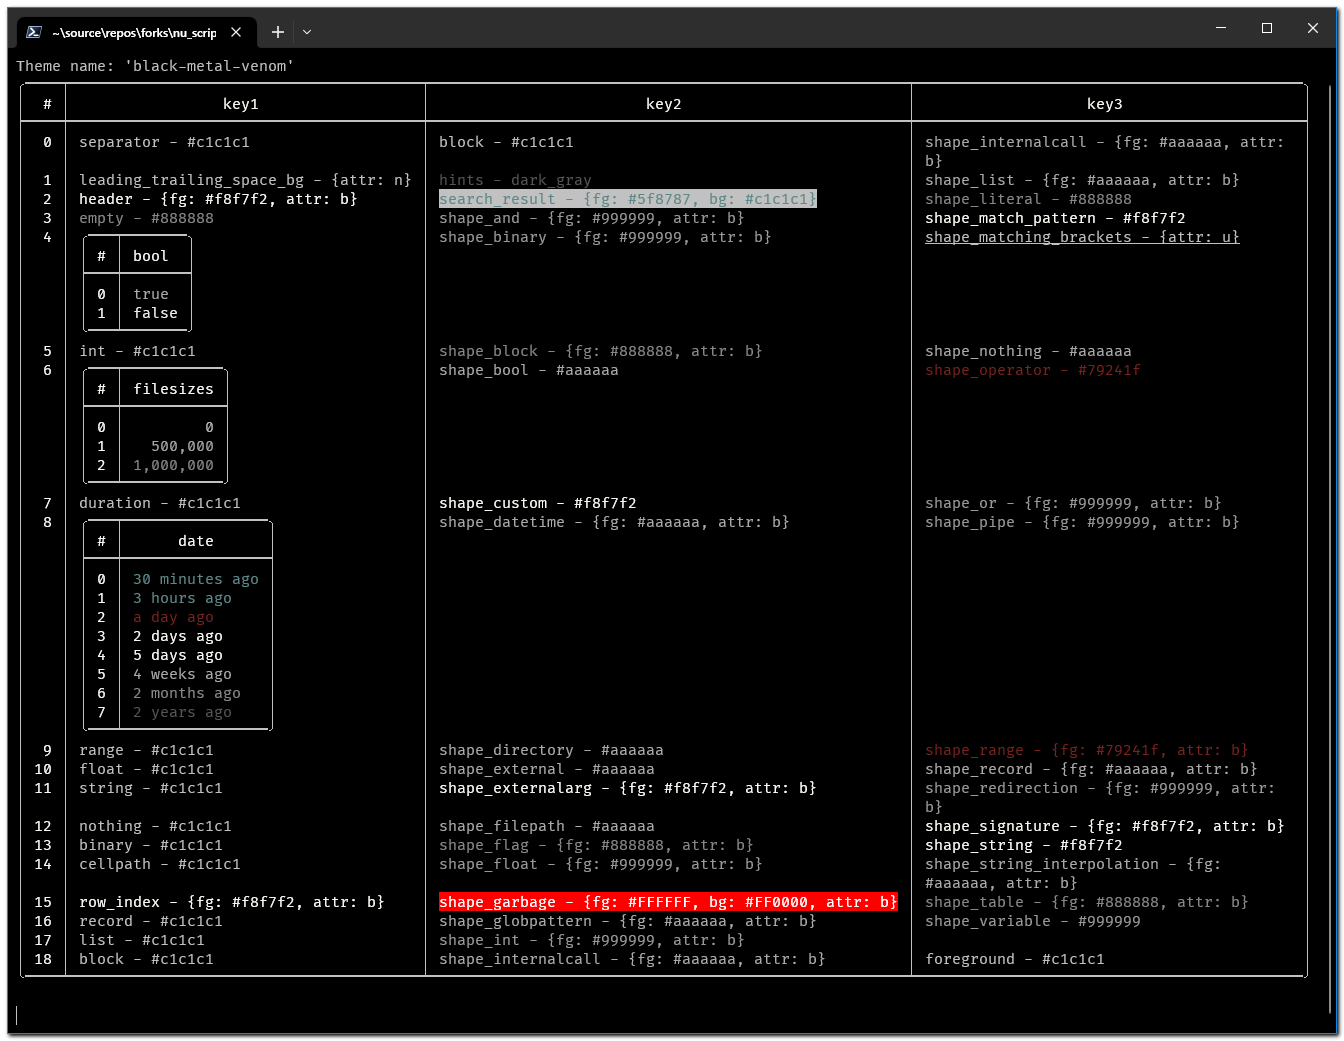 ~\source\repos\forks\nu_scrip
Theme name: 'black-metal-venom'
# key1 key2 key3
0 separator - #c1c1c1 block - #c1c1c1 shape_internalcall - {fg: #aaaaaa, attr:
b}
1 leading_trailing_space_bg - {attr: n} hints - dark_gray shape_list - {fg: #aaaaaa, attr: b}
2 header - {fg: #f8f7f2, attr: b} search_result - {fg: #5f8787, bg: #c1c1c1} shape_literal - #888888
3 empty - #888888 shape_and - {fg: #999999, attr: b} shape_match_pattern - #f8f7f2
4 shape_binary - {fg: #999999, attr: b} shape_matching_brackets - {attr: u}
# bool
0 true
1 false
5 int - #c1c1c1 shape_block - {fg: #888888, attr: b} shape_nothing - #aaaaaa
6 shape_bool - #aaaaaa shape_operator - #79241f
# filesizes
0 0
1 500,000
2 1,000,000
7 duration - #c1c1c1 shape_custom - #f8f7f2 shape_or - {fg: #999999, attr: b}
8 shape_datetime - {fg: #aaaaaa, attr: b} shape_pipe - {fg: #999999, attr: b}
# date
0 30 minutes ago
1 3 hours ago
2 a day ago
3 2 days ago
4 5 days ago
5 4 weeks ago
6 2 months ago
7 2 years ago
9 range - #c1c1c1 shape_directory - #aaaaaa shape_range - {fg: #79241f, attr: b}
10 float - #c1c1c1 shape_external - #aaaaaa shape_record - {fg: #aaaaaa, attr: b}
11 string - #c1c1c1 shape_externalarg - {fg: #f8f7f2, attr: b} shape_redirection - {fg: #999999, attr:
b}
12 nothing - #c1c1c1 shape_filepath - #aaaaaa shape_signature - {fg: #f8f7f2, attr: b}
13 binary - #c1c1c1 shape_flag - {fg: #888888, attr: b} shape_string - #f8f7f2
14 cellpath - #c1c1c1 shape_float - {fg: #999999, attr: b} shape_string_interpolation - {fg:
#aaaaaa, attr: b}
15 row_index - {fg: #f8f7f2, attr: b} shape_garbage - {fg: #FFFFFF, bg: #FF0000, attr: b} shape_table - {fg: #888888, attr: b}
16 record - #c1c1c1 shape_globpattern - {fg: #aaaaaa, attr: b} shape_variable - #999999
17 list - #c1c1c1 shape_int - {fg: #999999, attr: b}
18 block - #c1c1c1 shape_internalcall - {fg: #aaaaaa, attr: b} foreground - #c1c1c1